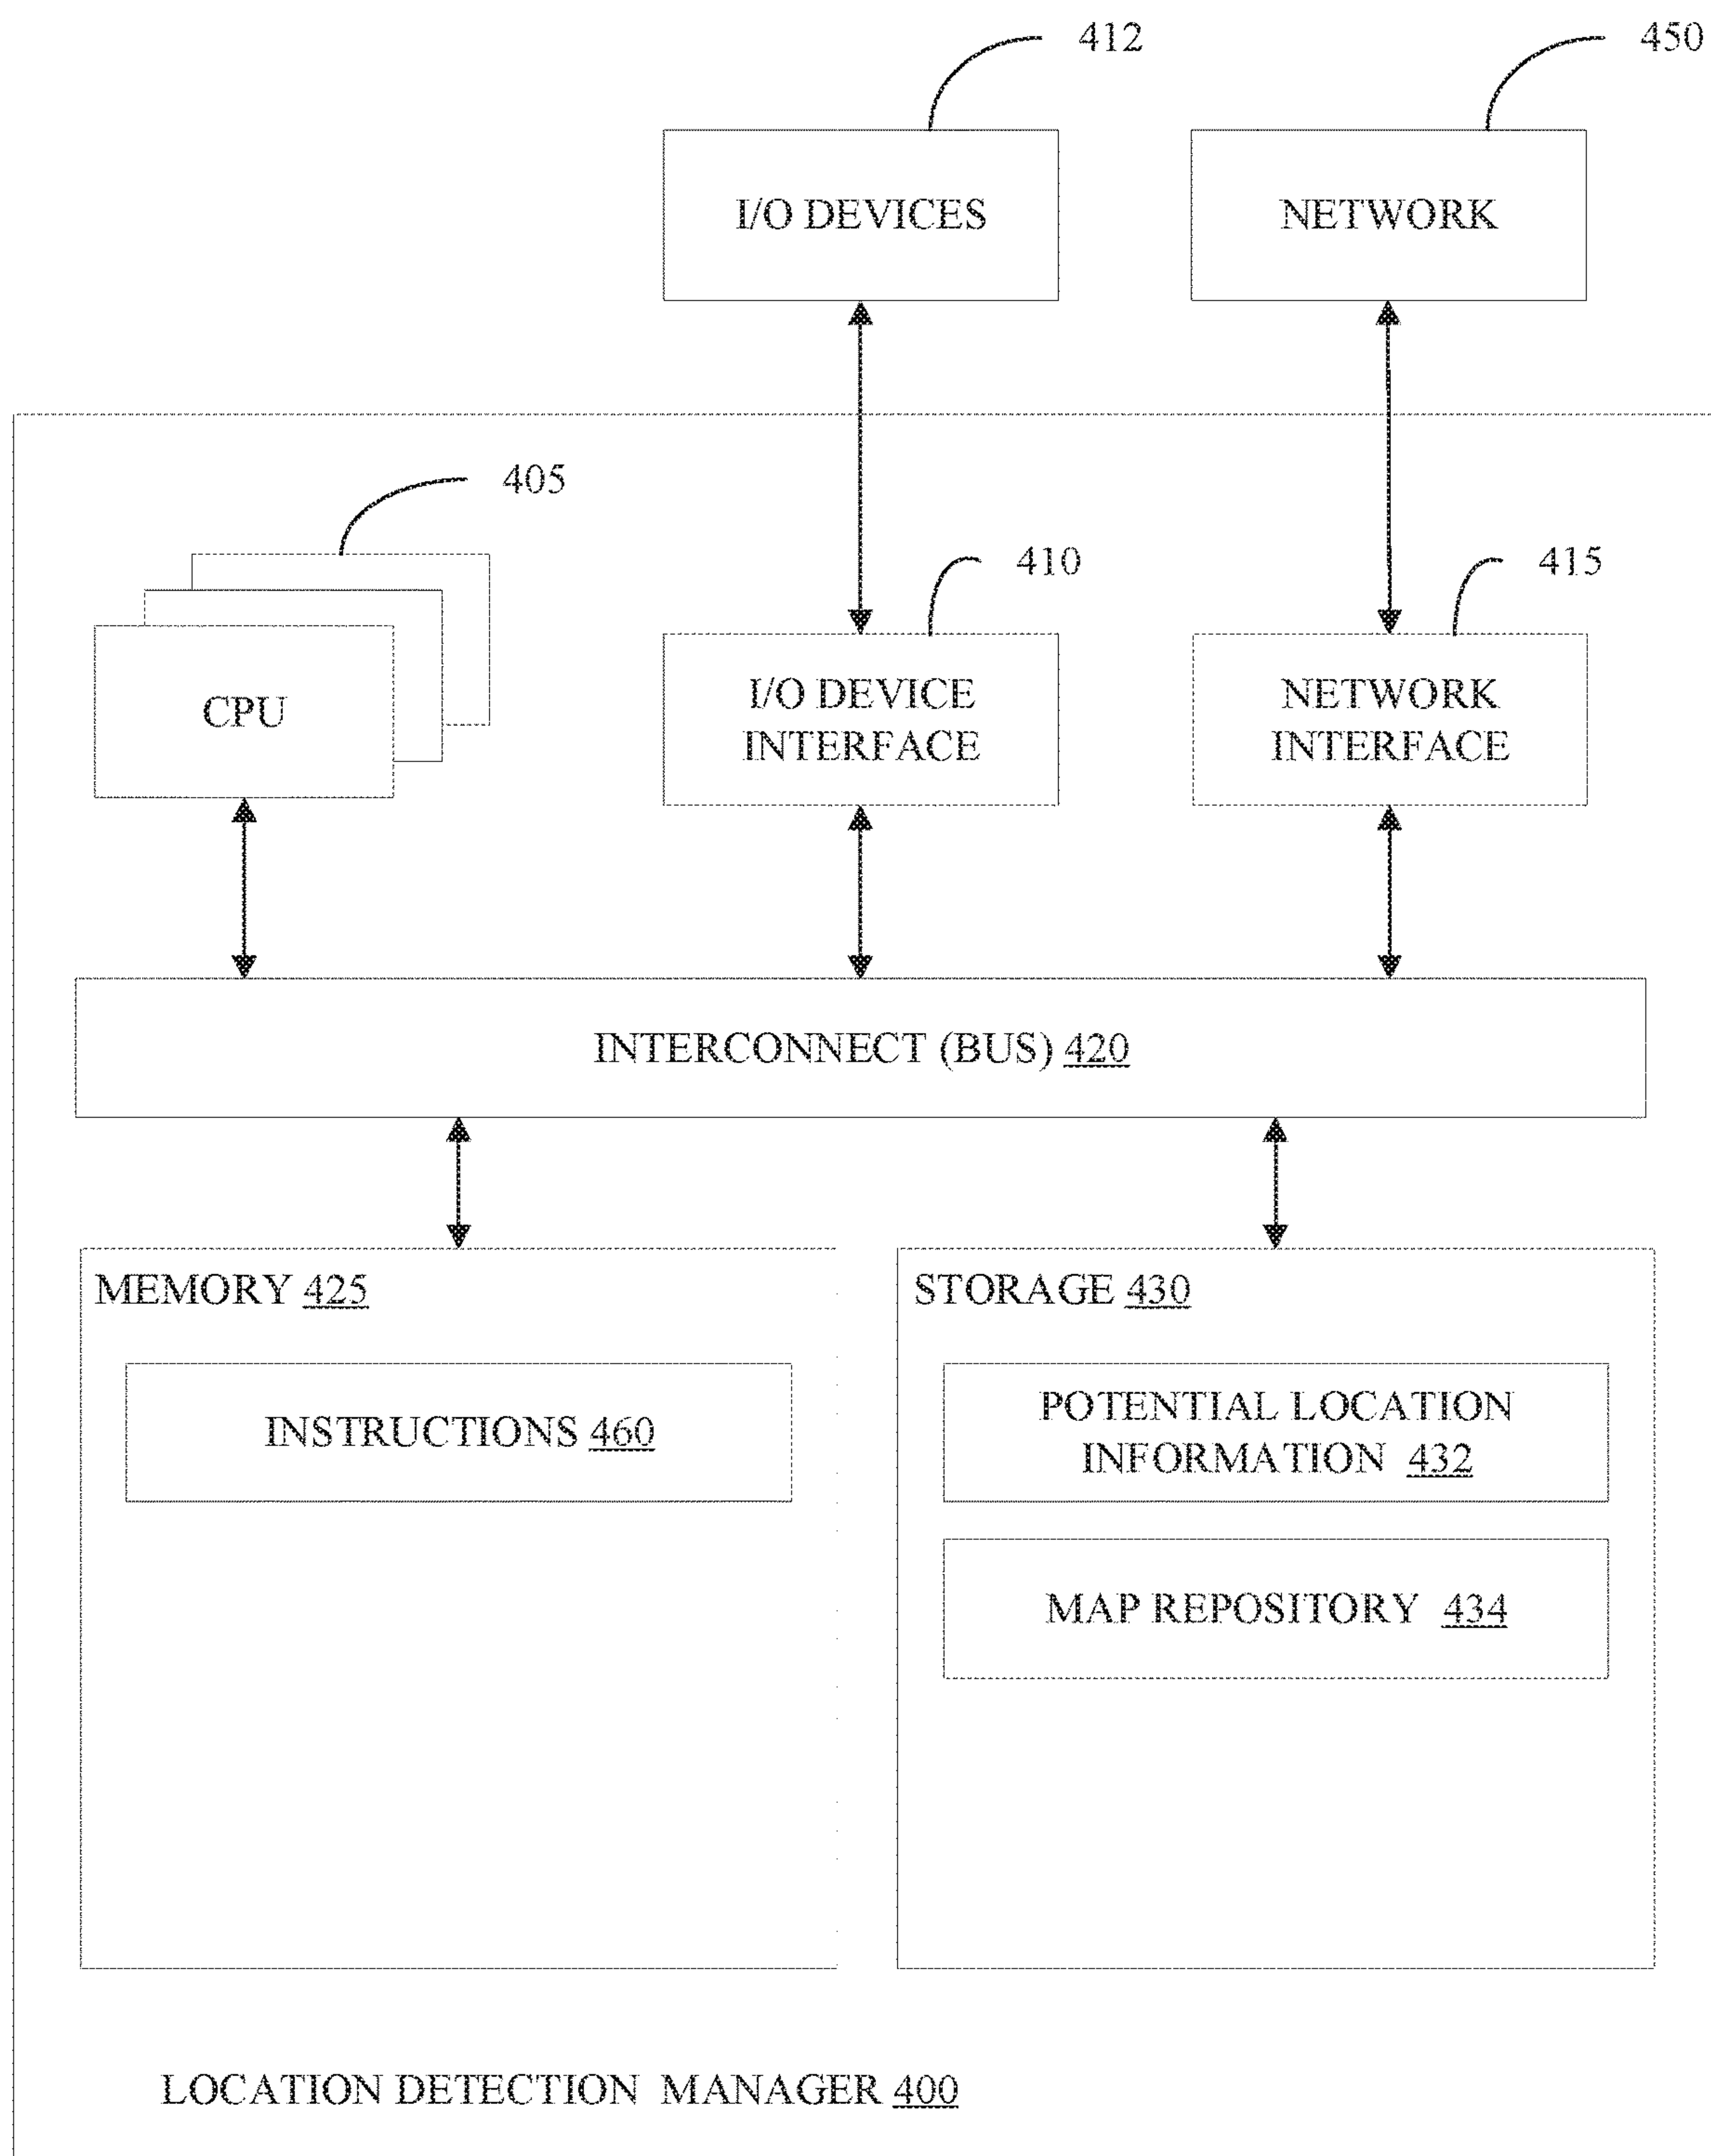 412
450
I/O DEVICES
NETWORK
405
410
415
CPU
I/O DEVICE
INTERFACE
NETWORK
INTERFACE
INTERCONNECT (BUS) 420
MEMORY 425
STORAGE 430
INSTRUCTIONS 460
POTENTIAL LOCATION
INFORMATION 432
MAP REPOSITORY 434
LOCATION DETECTION MANAGER 400